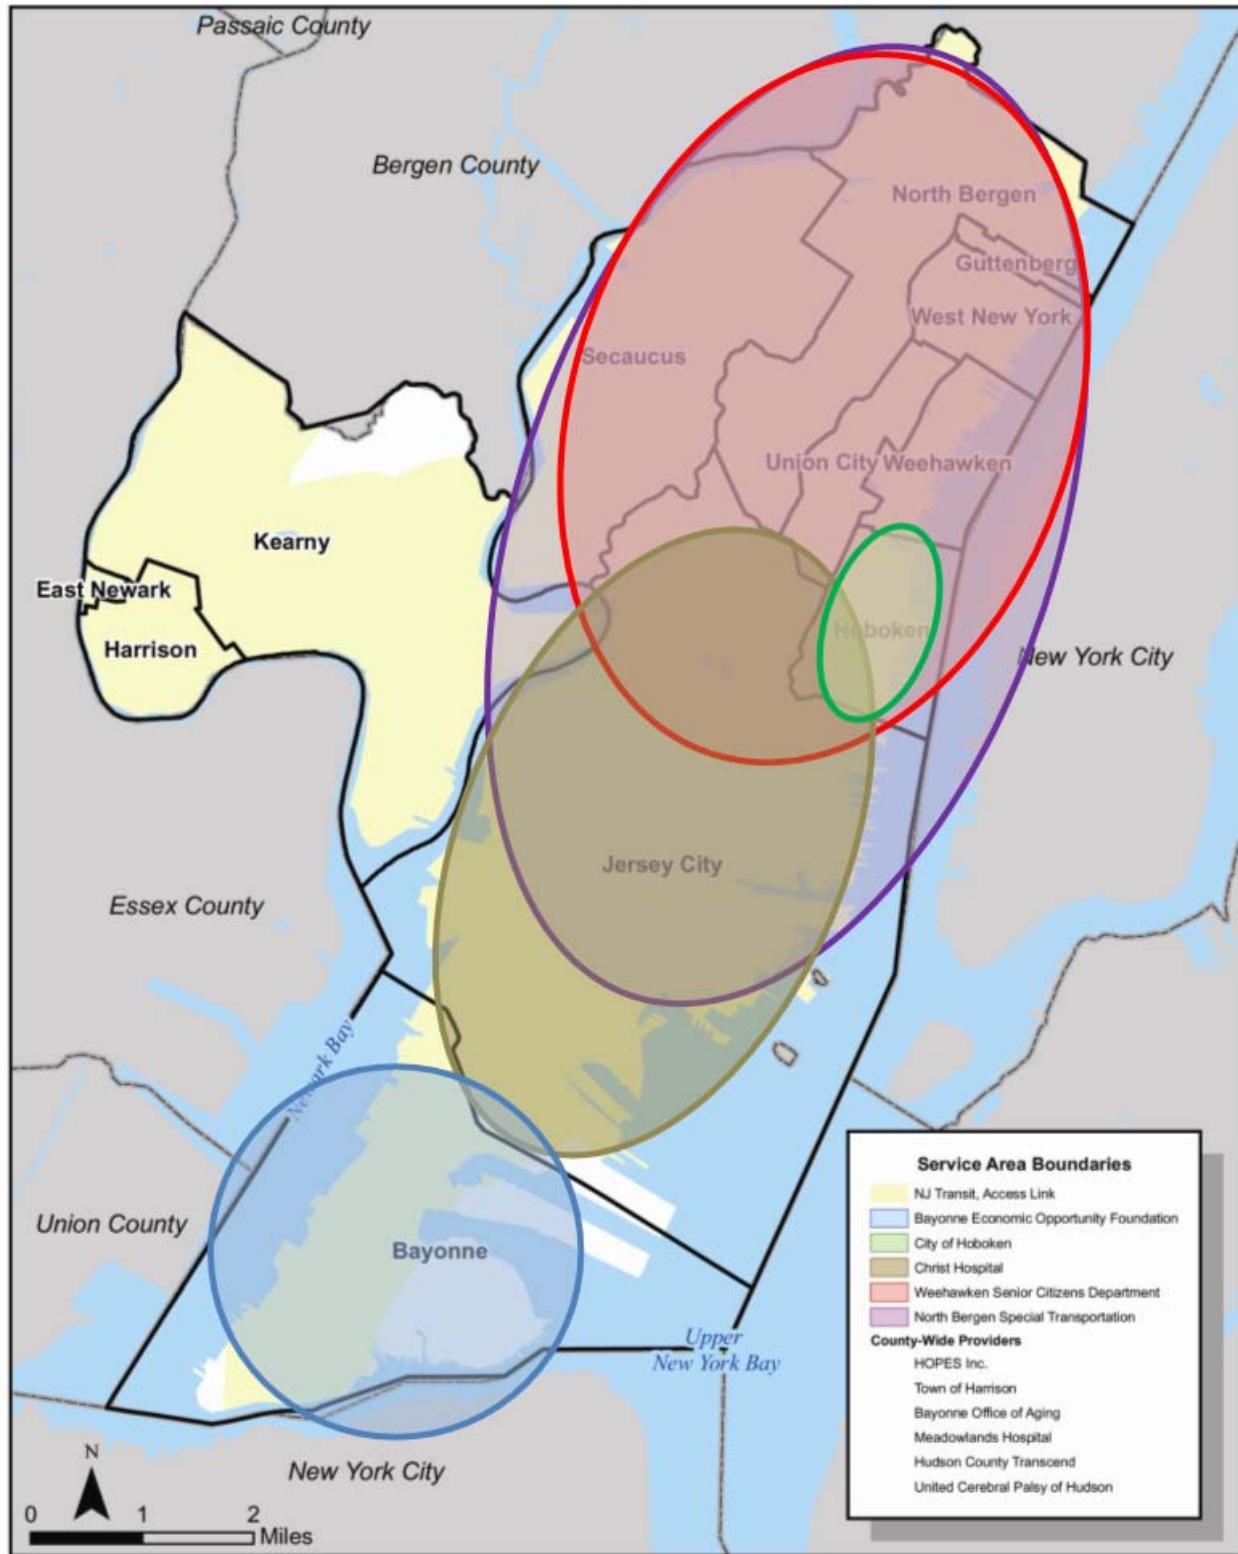 Passaic County
Bergen County
North Bergen
Guttenberg
West New York
Secaucus
Union City
Weehawken
Kearny
East Newark
Harrison
Hoboken
New York City
Jersey City
Essex County
Newark Bay
Union County
Bayonne
Upper
New York Bay
New York City
N
0 1 2
Miles
Service Area Boundaries
NJ Transit, Access Link
Bayonne Economic Opportunity Foundation
City of Hoboken
Christ Hospital
Weehawken Senior Citizens Department
North Bergen Special Transportation
County-Wide Providers
HOPES Inc.
Town of Harrison
Bayonne Office of Aging
Meadowlands Hospital
Hudson County Transcend
United Cerebral Palsy of Hudson